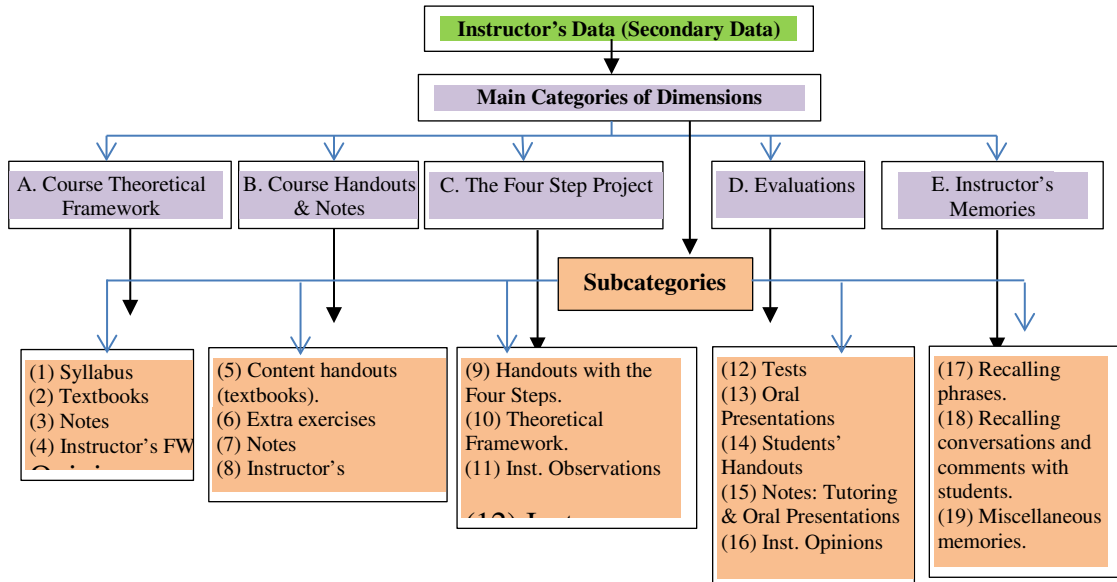 Instructor's Data (Secondary Data)
Main Categories of Dimensions
A. Course Theoretical
Framework
B. Course Handouts
& Notes
C. The Four Step Project
D. Evaluations
E. Instructor's
Memories
Subcategories
(1) Syllabus
(2) Textbooks
(3) Notes
(4) Instructor's FW
(5) Content handouts
(textbooks).
(6) Extra exercises
(7) Notes
(8) Instructor's
(9) Handouts with the
Four Steps.
(10) Theoretical
Framework.
(11) Inst. Observations
(12) Tests
(13) Oral
Presentations
(14) Students'
Handouts
(15) Notes: Tutoring
& Oral Presentations
(16) Inst. Opinions
(17) Recalling
phrases.
(18) Recalling
conversations and
comments with
students.
(19) Miscellaneous
memories.